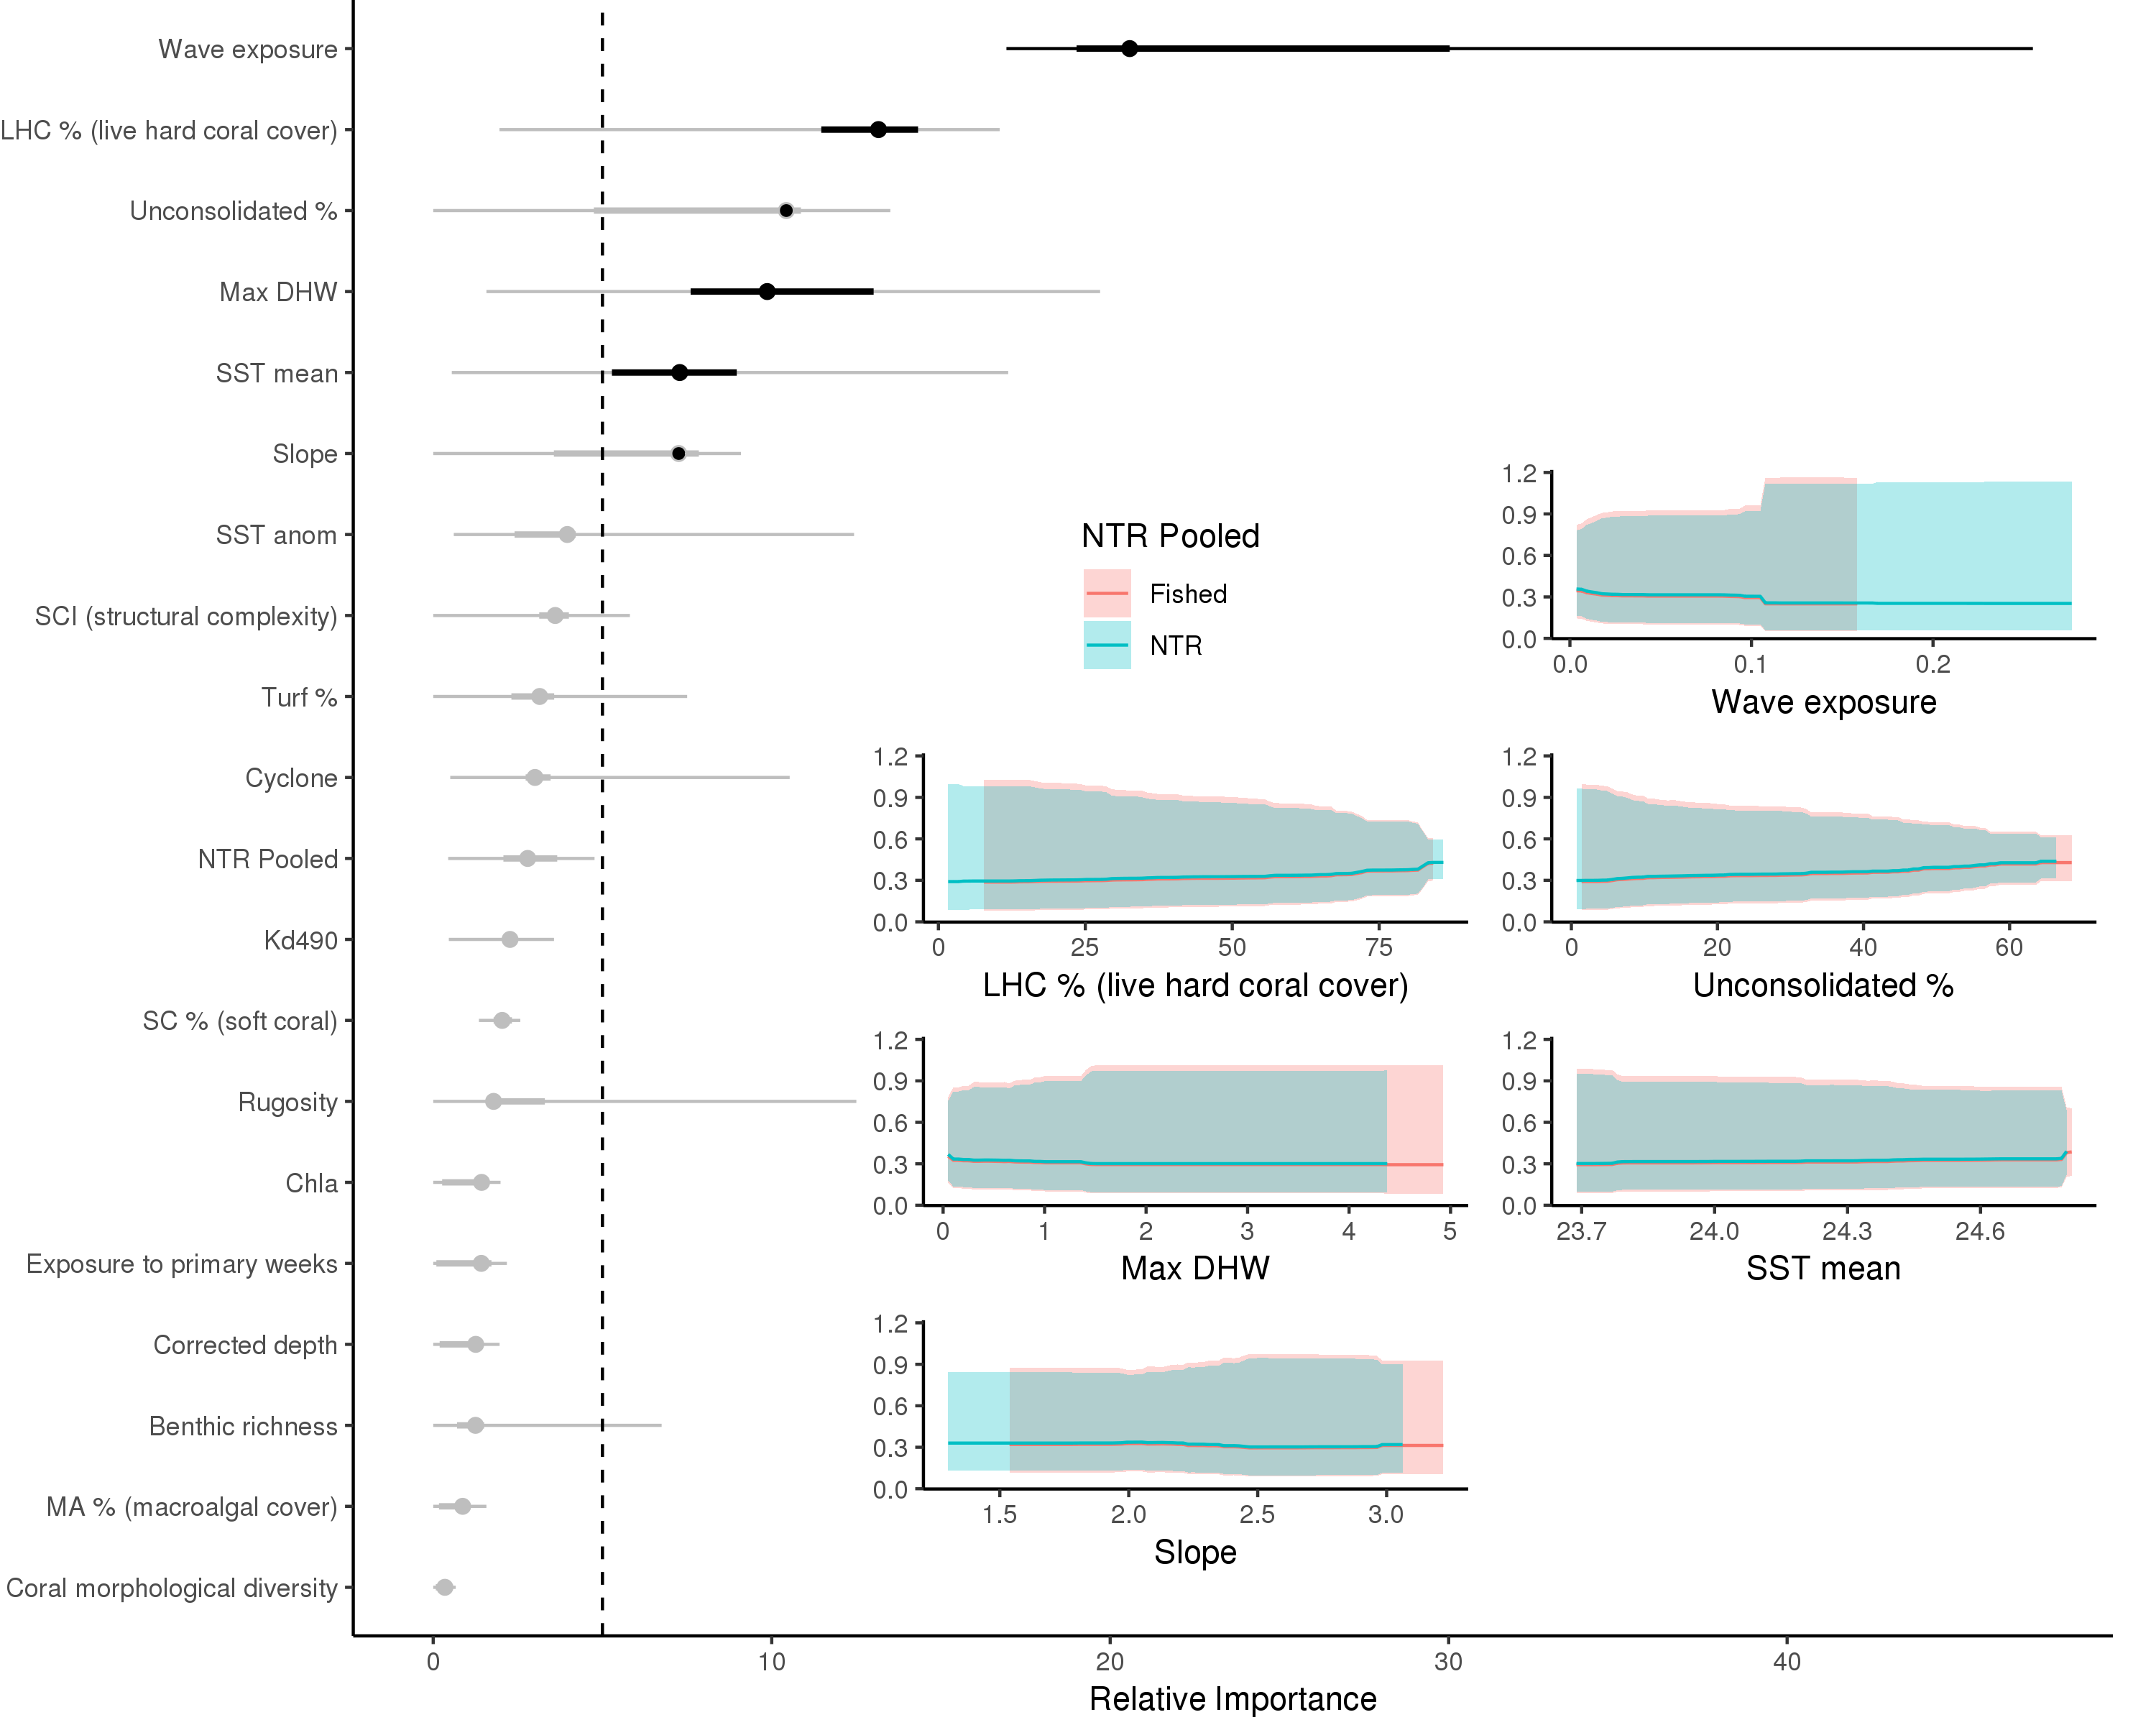 Wave exposure
LHC % (live hard coral cover)
Unconsolidated %
Max DHW
SST mean
Slope
SST anom
SCI (structural complexity)
Turf %
Cyclone
NTR Pooled
Kd490
SC % (soft coral)
Rugosity
Chla
Exposure to primary weeks
Corrected depth
Benthic richness
MA % (macroalgal cover)
Coral morphological diversity
0 10 20 30 40
Relative Importance
NTR Pooled
Fished
NTR
1.2
0.9
0.6
0.3
0.0
0.0 0.1 0.2
Wave exposure
1.2
0.9
0.6
0.3
0.0
0 25 50 75
LHC % (live hard coral cover)
1.2
0.9
0.6
0.3
0.0
0 20 40 60
Unconsolidated %
1.2
0.9
0.6
0.3
0.0
0 1 2 3 4 5
Max DHW
1.2
0.9
0.6
0.3
0.0
23.7 24.0 24.3 24.6
SST mean
1.2
0.9
0.6
0.3
0.0
1.5 2.0 2.5 3.0
Slope